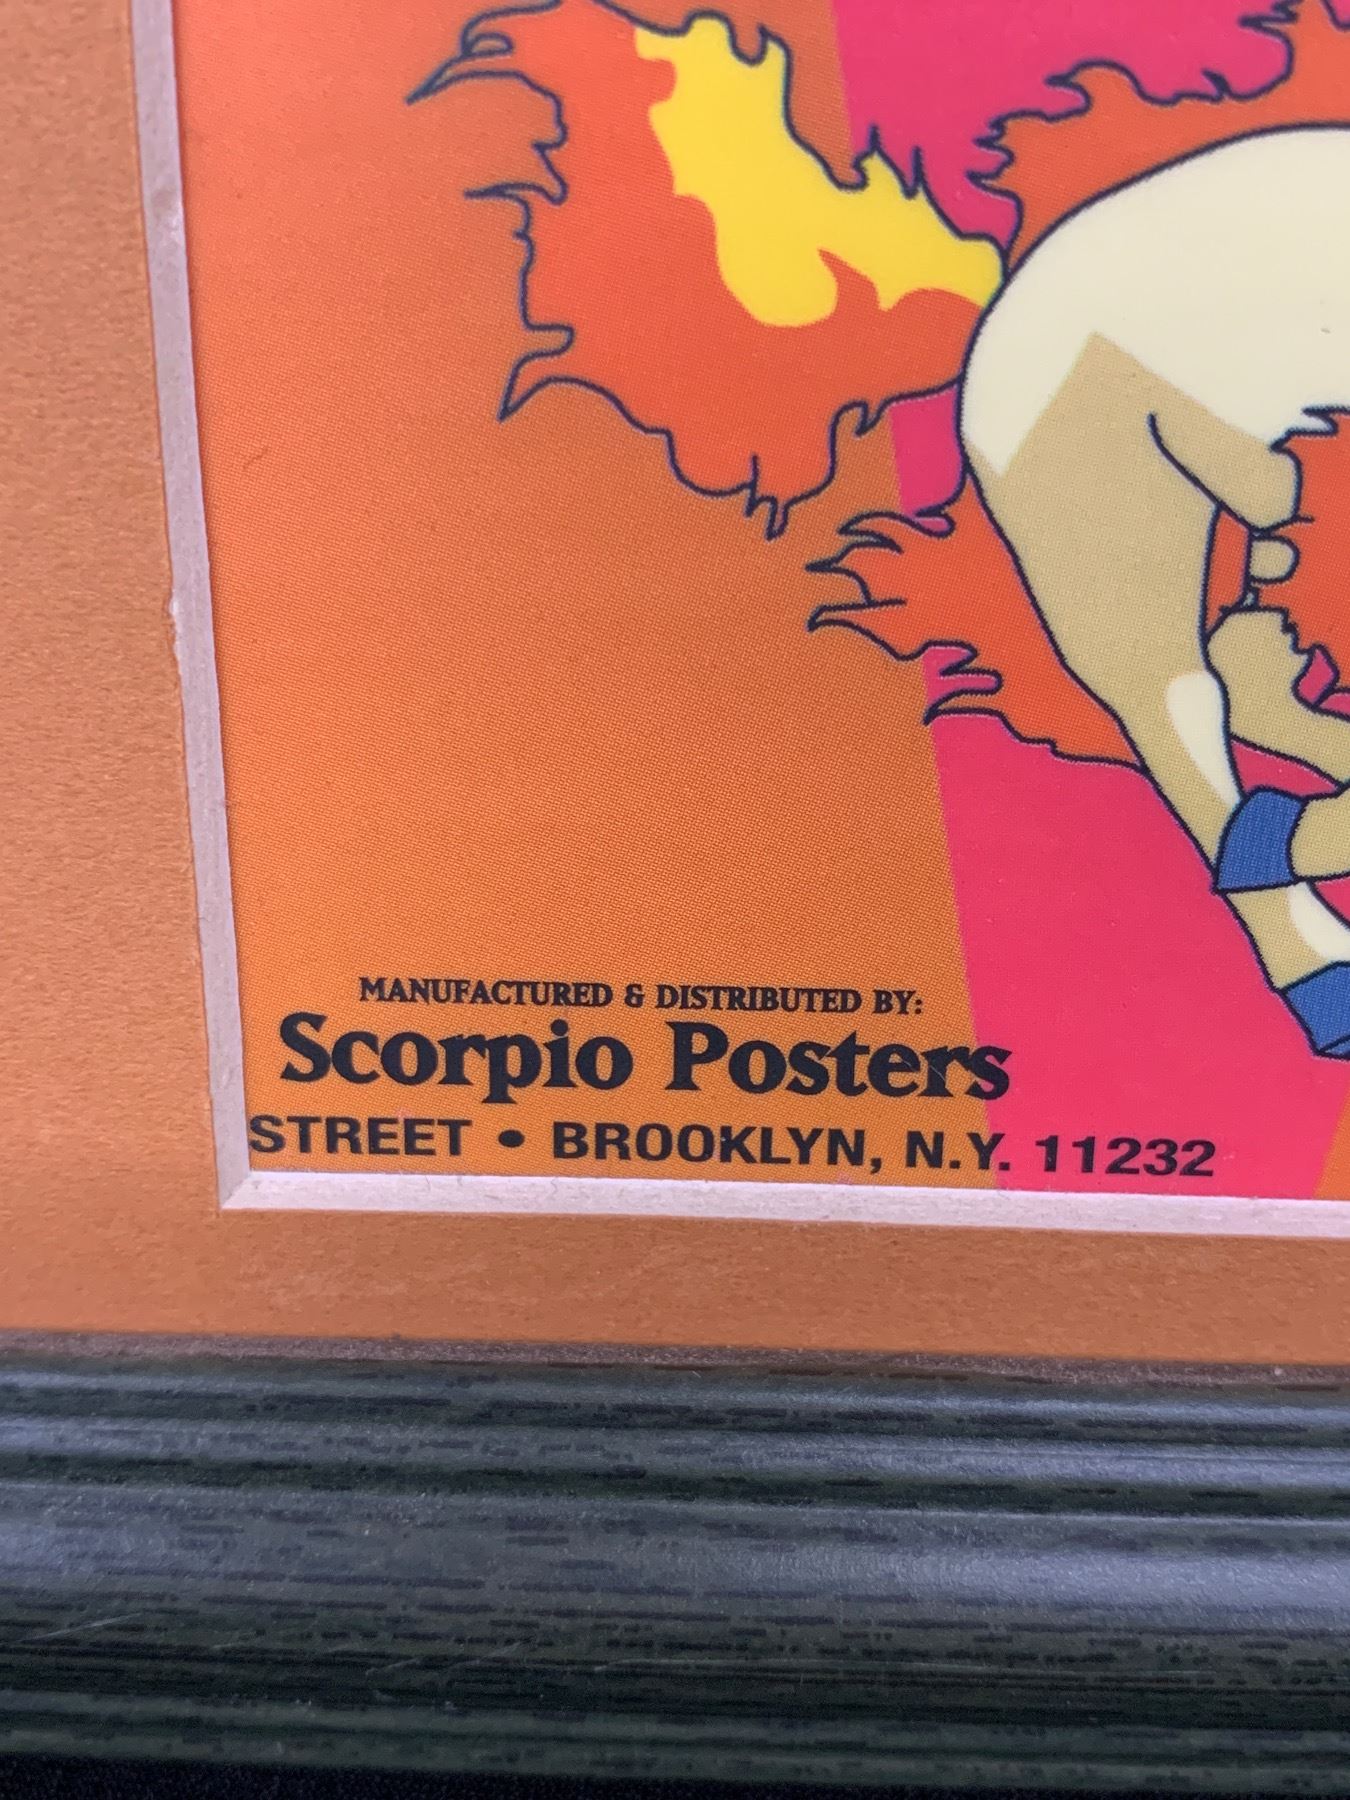 MANUFACTURED & DISTRIBUTED BY:
Scorpio Posters
STREET • BROOKLYN, N.Y. 11232